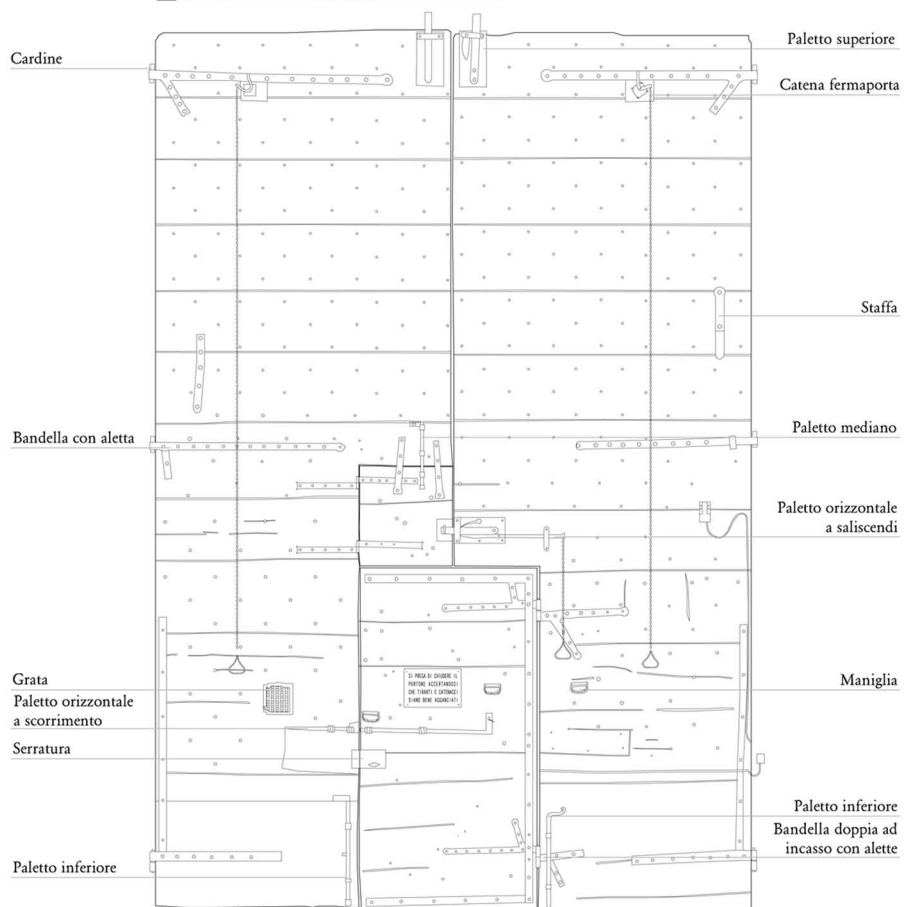 Cardine
Paletto superiore
Catena fermaporta
Staffa
Bandella con aletta
Paletto mediano
Paletto orizzontale
a saliscendi
SI PREGA DI CHIUDERE IL
PORTONE ACCERTANDOSI
CHE TIRANTI E CATENACCI
SIANO BENE AGGANCIATI
Grata
Maniglia
Paletto orizzontale
a scorrimento
Serratura
Paletto inferiore
Bandella doppia ad
incasso con alette
Paletto inferiore